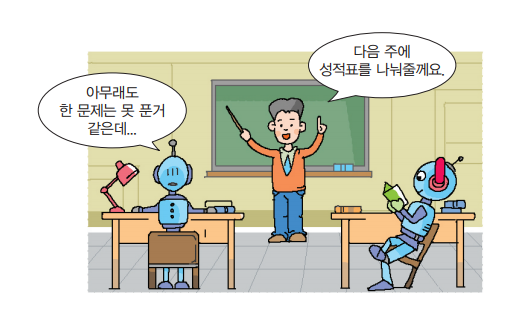 다음 주에
성적표를 나눠줄께요.
아무래도
한 문제는 못 푼거
같은데...